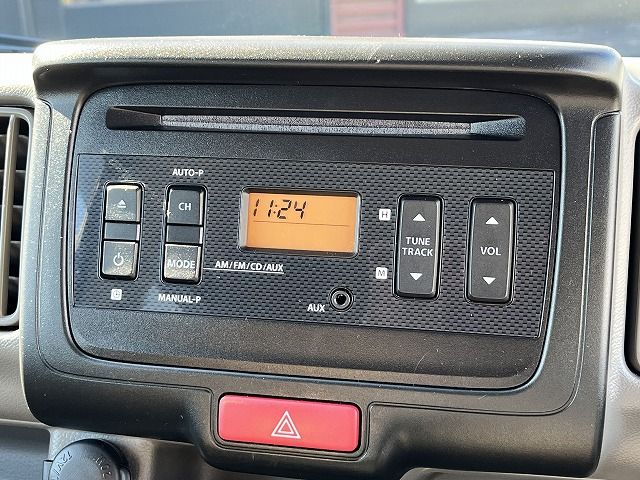 AUTO-P
CH
11:24
H
TUNE
TRACK
VOL
MODE
AM/FM/CD/AUX
M
MANUAL-P
AUX